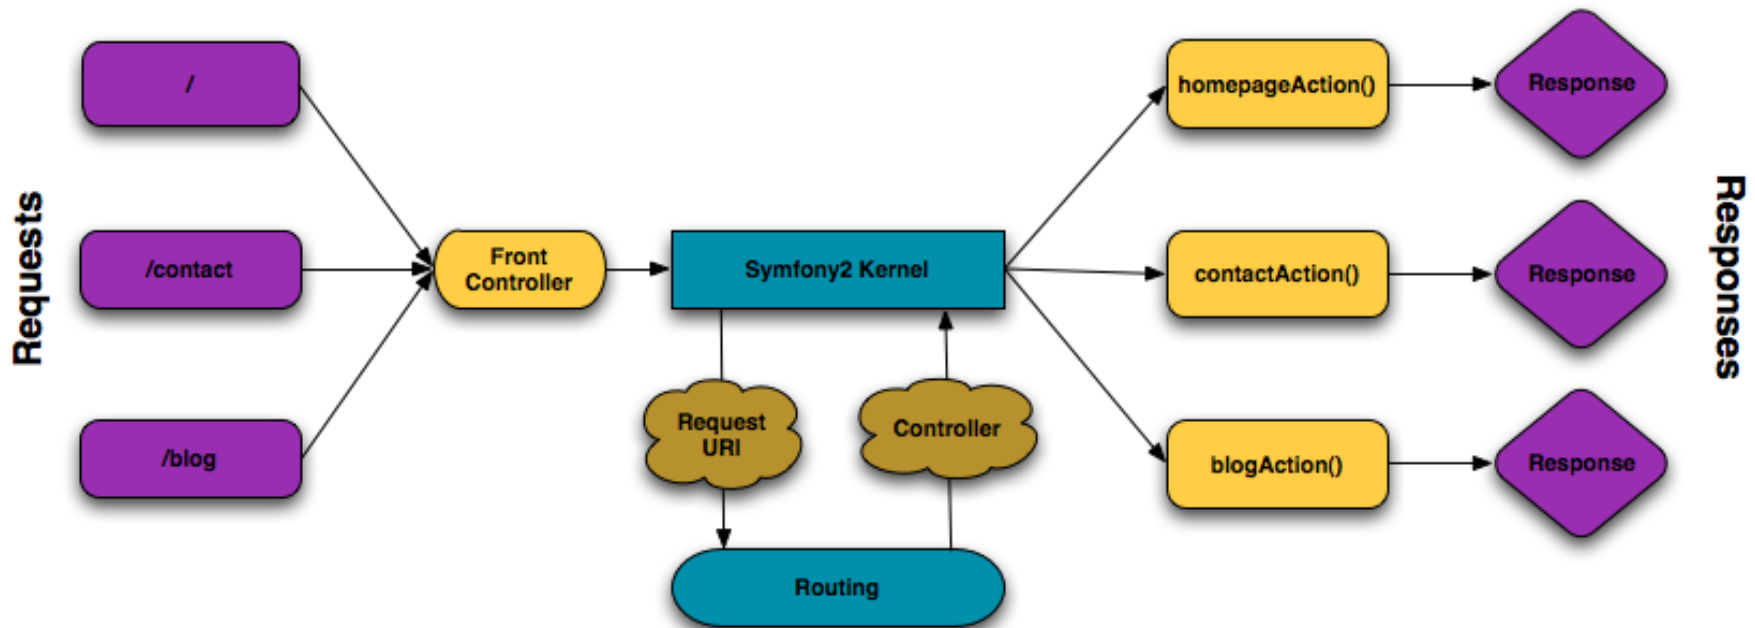 Requests
/
/contact
/blog
Front
Controller
Symfony2 Kernel
Request
URI
Controller
Routing
homepageAction()
contactAction()
blogAction()
Response
Response
Response
Responses